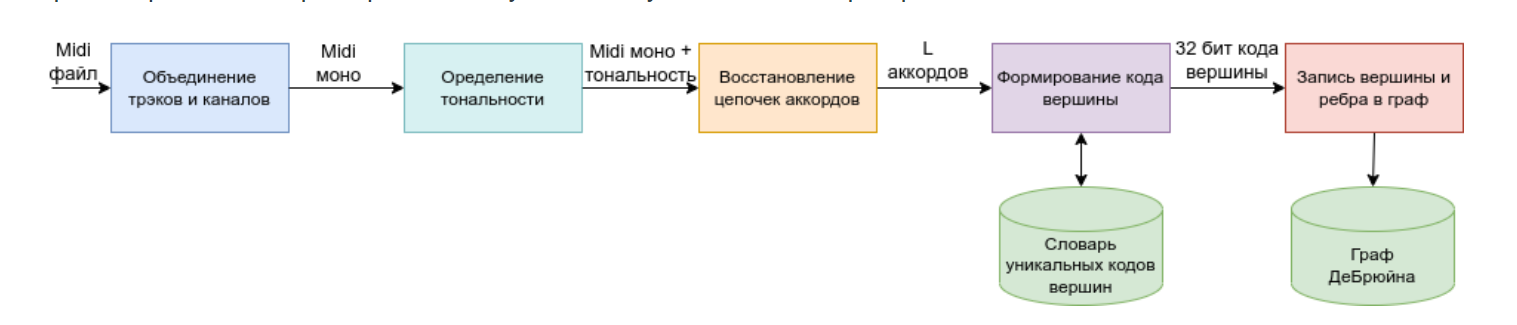 Midi
файл
Объединение
трэков и каналов
Midi
моно
Оределение
тональности
Midi моно +
тональность
Восстановление
цепочек аккордов
L
аккордов
Формирование кода
вершины
32 бит кода
вершины
Запись вершины и
ребра в граф
Словарь
уникальных кодов
вершин
Граф
ДеБрюйна